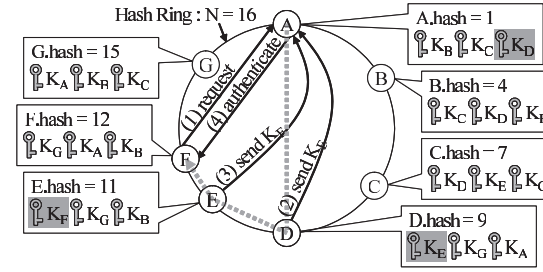 Hash Ring : N = 16
A.hash = 1
K_B K_C K_D
G.hash = 15
K_A K_B K_C
A
G
B
B.hash = 4
K_C K_D
(1) request
(4) authenticate
F.hash = 12
K_G K_A K_B
F
C.hash = 7
K_D K_E
(3) send K_E
(2) send K_E
E.hash = 11
K_F K_G K_B
E
C
D
D.hash = 9
K_E K_G K_A